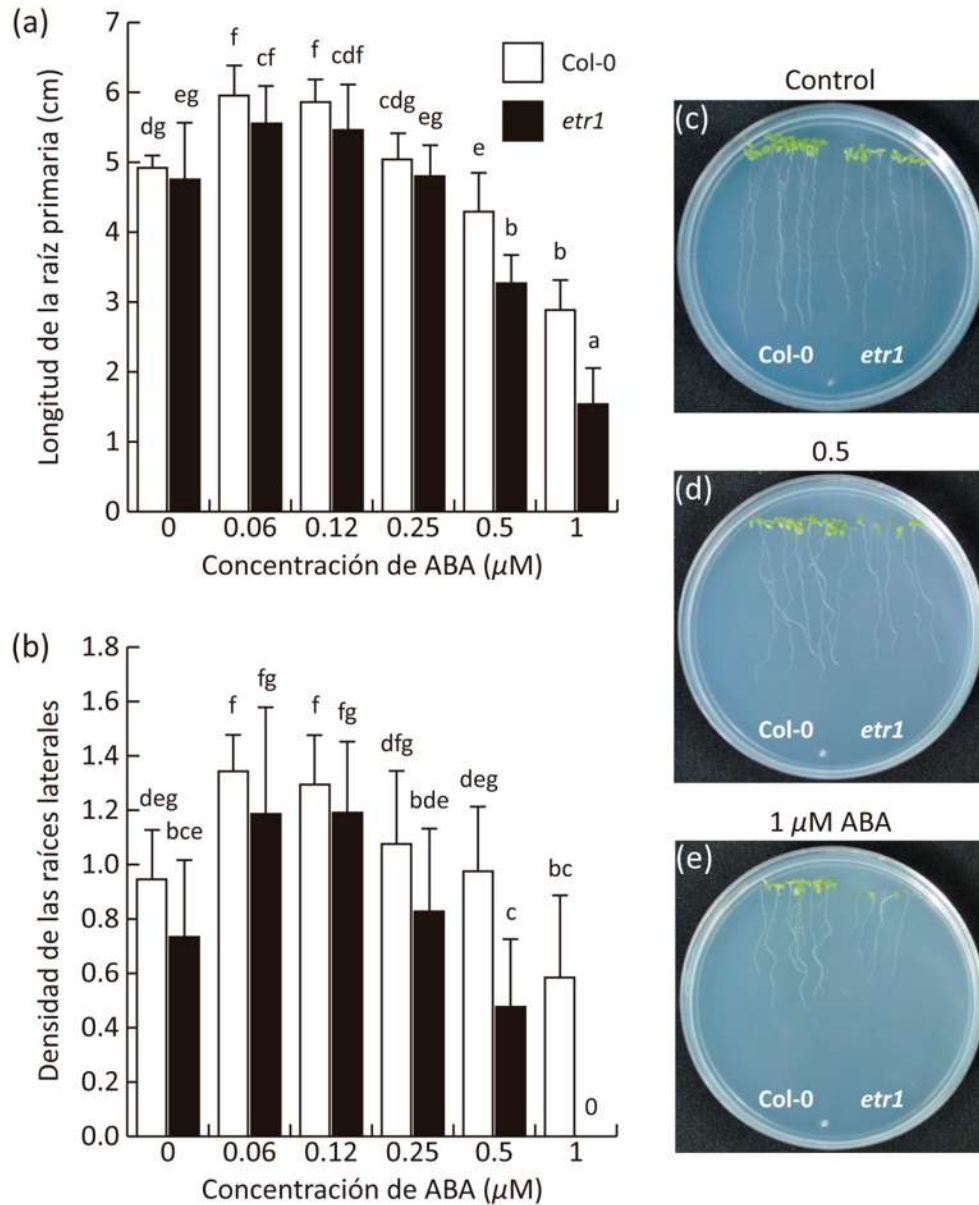 (a)
Longitud de la raíz primaria (cm)
7
6
5
4
3
2
1
0
dg eg f cf f cdf cdg eg e b b a
Col-0
etr1
0 0.06 0.12 0.25 0.5 1
Concentración de ABA (μM)
(b)
Densidad de las raíces laterales
1.8
1.6
1.4
1.2
1.0
0.8
0.6
0.4
0.2
0.0
deg bce f fg f fg dfg bde deg c bc 0
0 0.06 0.12 0.25 0.5 1
Concentración de ABA (μM)
Control
(c)
Col-0 etr1
0.5
(d)
Col-0 etr1
1 μM ABA
(e)
Col-0 etr1